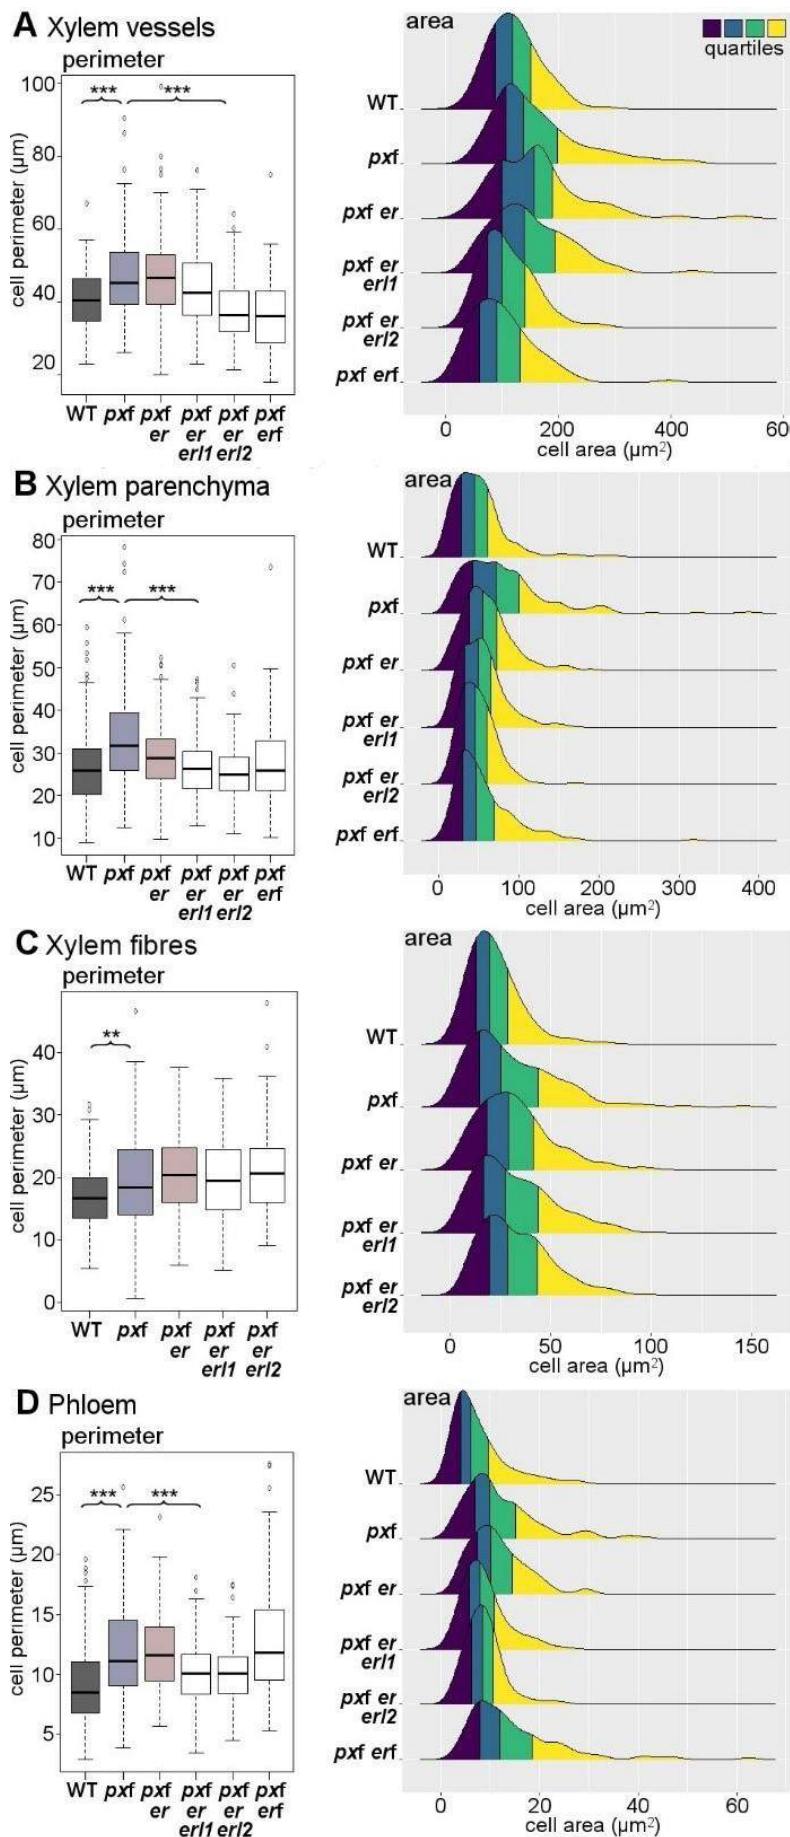 A Xylem vessels
perimeter
100
80
60
40
20
cell perimeter (µm)
***
***
WT
pxf
pxf er
pxf er erl1
pxf er erl2
pxf erf
area
quartiles
WT
pxf
pxf er
pxf er
erl1
pxf er
erl2
pxf erf
0 200 400 60
cell area (µm²)
B Xylem parenchyma
perimeter
80
70
60
50
40
30
20
10
cell perimeter (µm)
***
***
WT
pxf
pxf er
pxf er erl1
pxf er erl2
pxf erf
area
WT
pxf
pxf er
pxf er
erl1
pxf er
erl2
pxf erf
0 100 200 300 400
cell area (µm²)
C Xylem fibres
perimeter
40
30
20
10
0
cell perimeter (µm)
**
WT
pxf
pxf er
pxf er erl1
pxf er erl2
area
WT
pxf
pxf er
pxf er
erl1
pxf er
erl2
0 50 100 150
cell area (µm²)
D Phloem
perimeter
25
20
15
10
5
cell perimeter (µm)
***
***
WT
pxf
pxf er
pxf er erl1
pxf er erl2
pxf erf
area
WT
pxf
pxf er
pxf er
erl1
pxf er
erl2
pxf erf
0 20 40 60
cell area (µm²)